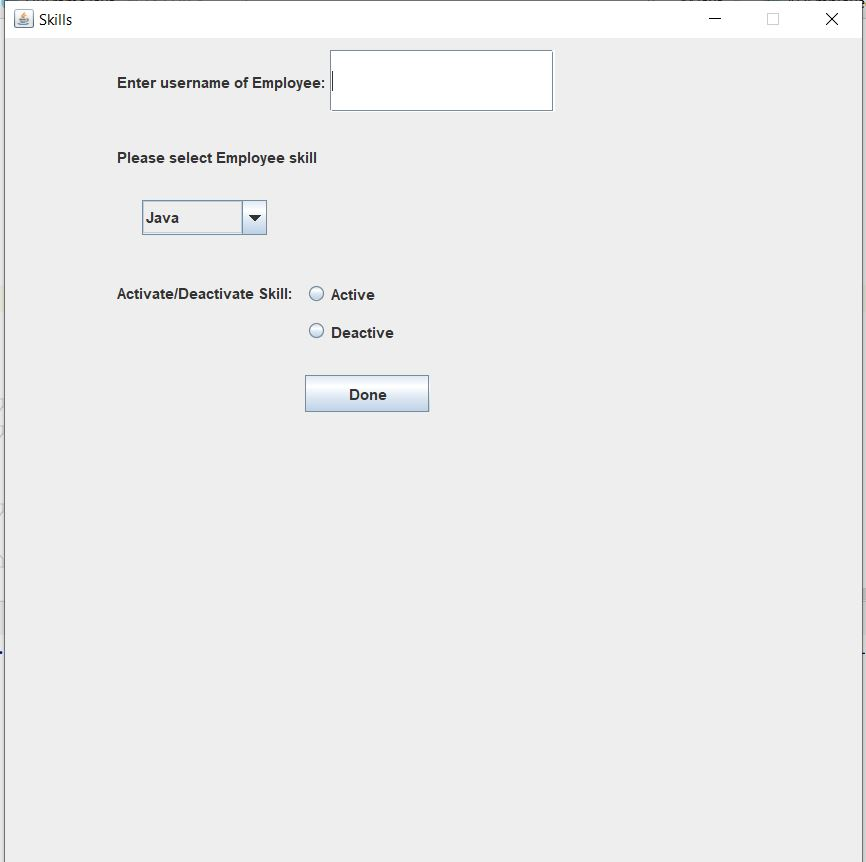 Skills
Enter username of Employee:
Please select Employee skill
Java
Activate/Deactivate Skill:
Active
Deactive
Done